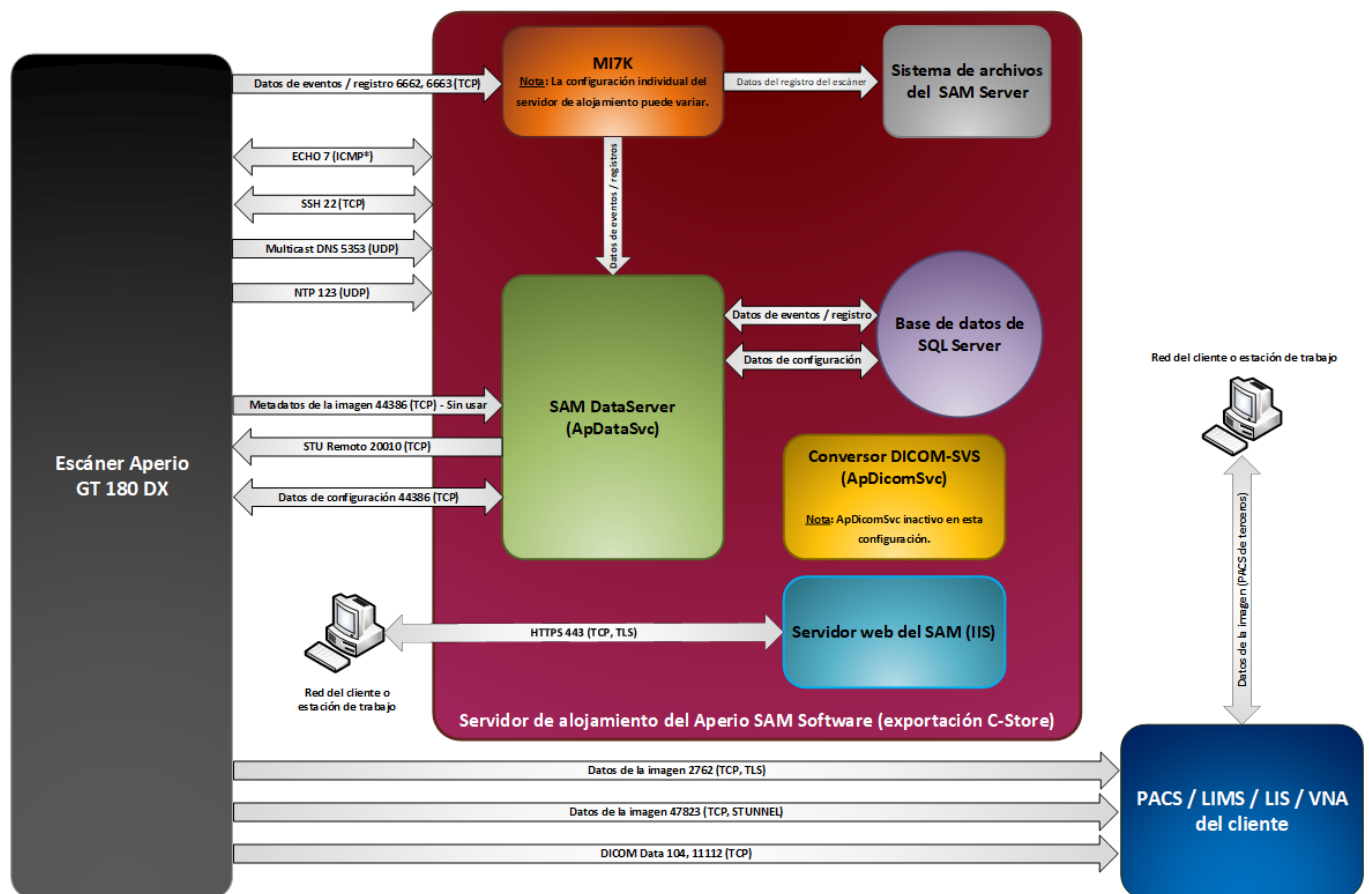 MI7K
Nota: La configuración individual del
servidor de alojamiento puede variar.
Sistema de archivos
del SAM Server
Datos de eventos / registro 6662, 6663 (TCP)
Datos del registro del escáner
ECHO 7 (ICMP*)
SSH 22 (TCP)
Multicast DNS 5353 (UDP)
NTP 123 (UDP)
Datos de eventos / registros
Datos de eventos / registro
Datos de configuración
Base de datos de
SQL Server
Red del cliente o estación de trabajo
Metadatos de la imagen 44386 (TCP) - Sin usar
STU Remoto 20010 (TCP)
Datos de configuración 44386 (TCP)
SAM DataServer
(ApDataSvc)
Escáner Aperio
GT 180 DX
Conversor DICOM-SVS
(ApDicomSvc)
Nota: ApDicomSvc inactivo en esta
configuración.
Datos de la imagen (PACS de terceros)
HTTPS 443 (TCP, TLS)
Servidor web del SAM (IIS)
Red del cliente o
estación de trabajo
Servidor de alojamiento del Aperio SAM Software (exportación C-Store)
Datos de la imagen 2762 (TCP, TLS)
Datos de la imagen 47823 (TCP, STUNNEL)
DICOM Data 104, 11112 (TCP)
PACS / LIMS / LIS / VNA
del cliente